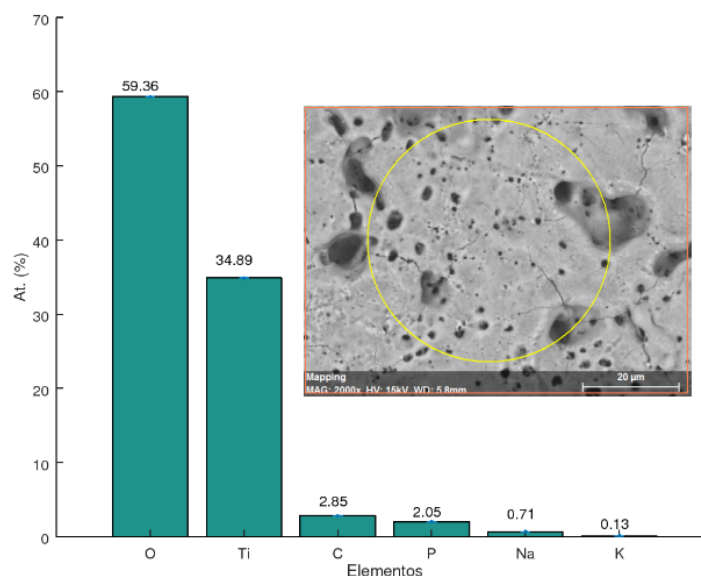 70
60
50
40
30
20
10
0
At. (%)
59.36
34.89
2.85
2.05
0.71
0.13
O Ti C P Na K
Elementos
Mapping
MAG: 2000x HV: 15kV WD: 5.8mm
20 µm